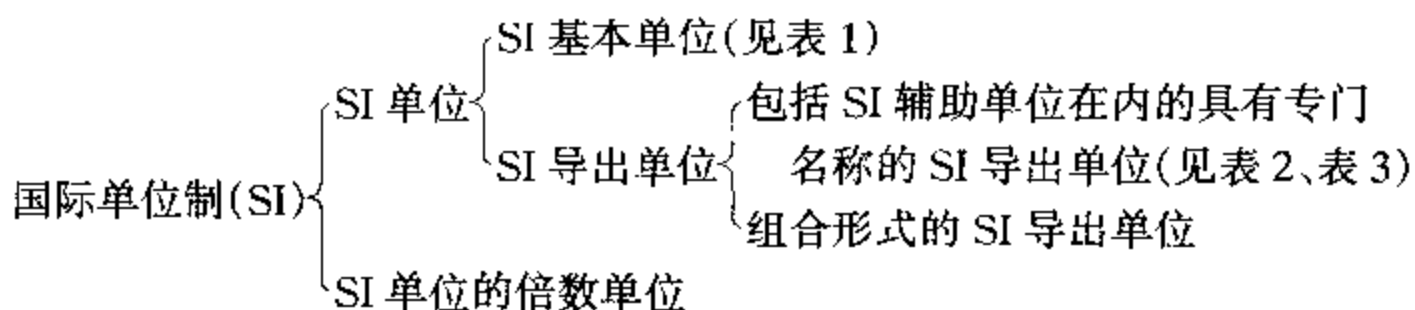 SI 基本单位(见表 1)
SI 单位
包括 SI 辅助单位在内的具有专门
SI 导出单位
名称的 SI 导出单位(见表 2、表 3)
国际单位制(SI)
组合形式的 SI 导出单位
SI 单位的倍数单位